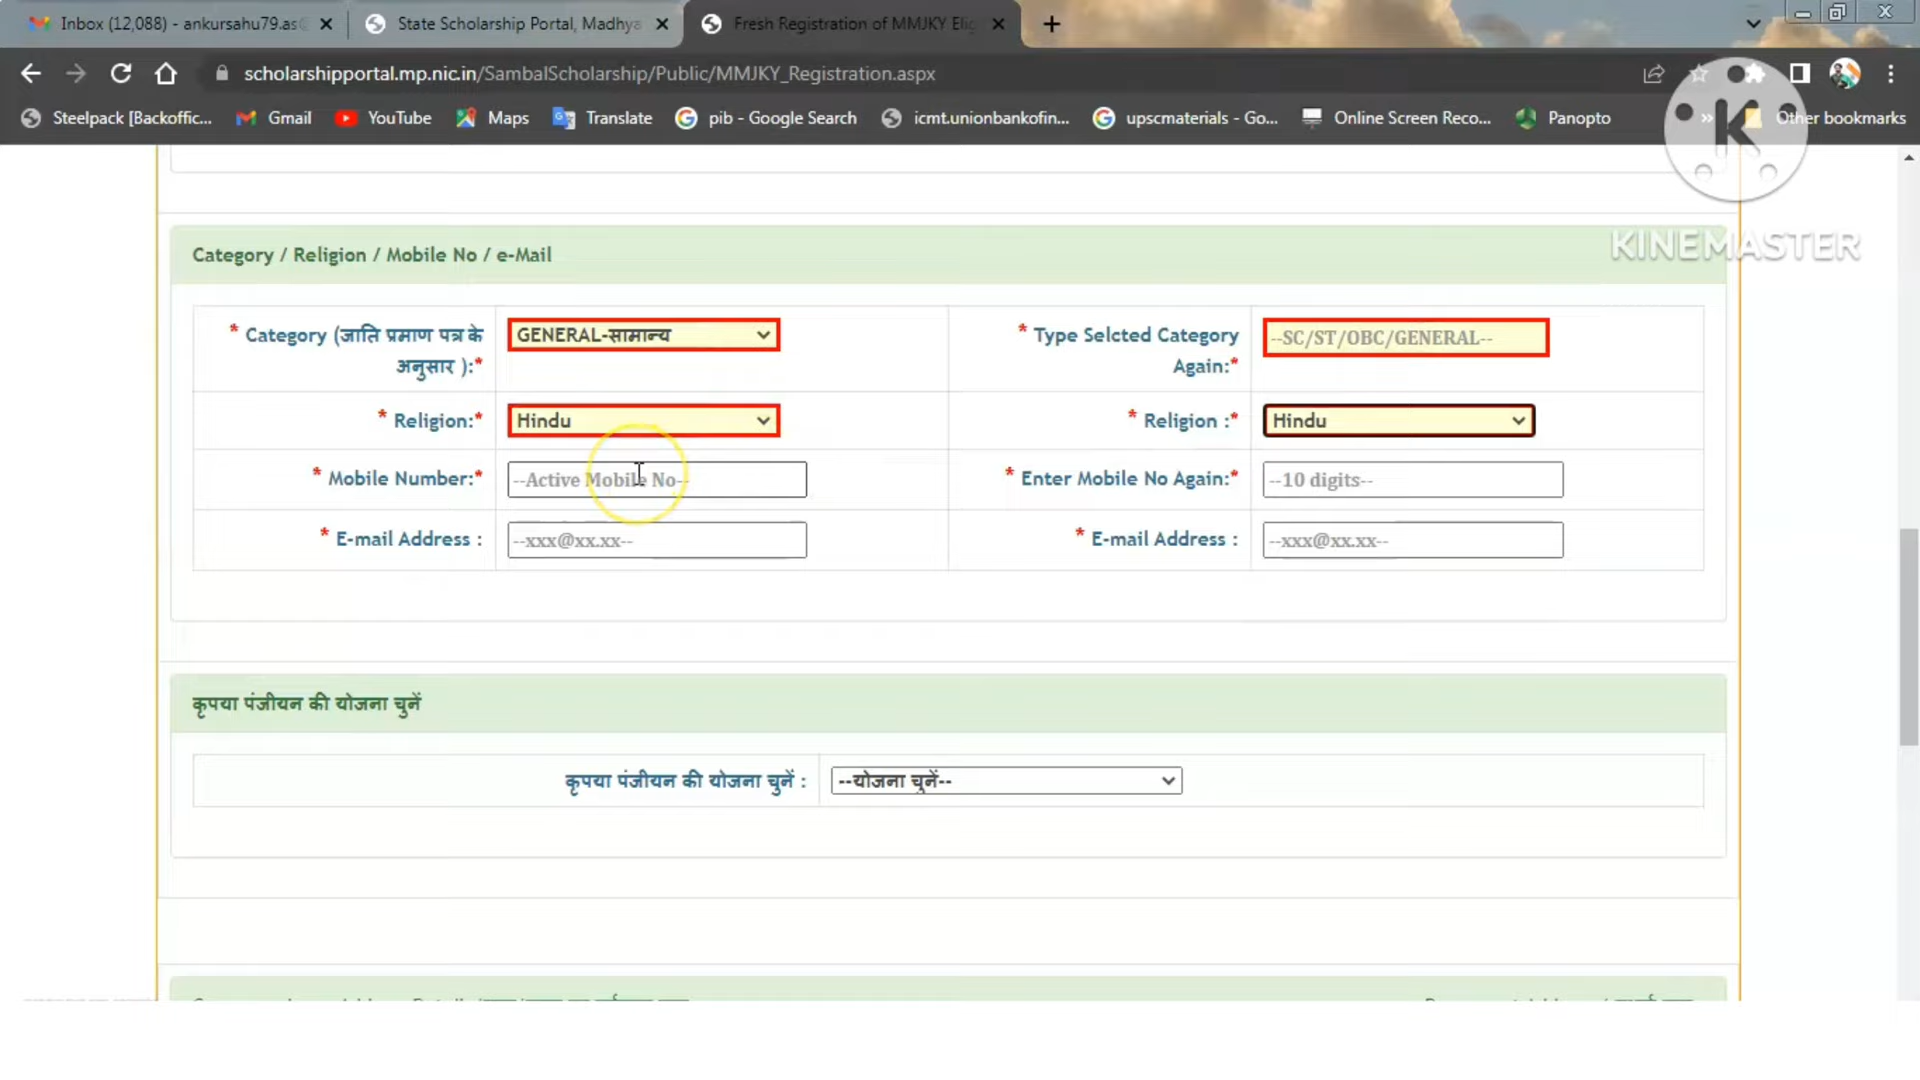 Inbox (12,088) - ankursahu79.as@
State Scholarship Portal, Madhya
Fresh Registration of MMJKY Elig
scholarshipportal.mp.nic.in/SambalScholarship/Public/MMJKY_Registration.aspx
Steelpack [Backoffic...
Gmail
YouTube
Maps
Translate
pib - Google Search
icmt.unionbankofin...
upscmaterials - Go...
Online Screen Reco...
Panopto
»
Other bookmarks
K
KINEMASTER
Category / Religion / Mobile No / e-Mail
* Category (जाति प्रमाण पत्र के
अनुसार ):*
GENERAL-सामान्य
* Type Selcted Category
Again:*
--SC/ST/OBC/GENERAL--
* Religion:*
Hindu
* Religion :*
Hindu
* Mobile Number:*
--Active Mobile No--
* Enter Mobile No Again:*
--10 digits--
* E-mail Address :
--xxx@xx.xx--
* E-mail Address :
--xxx@xx.xx--
कृपया पंजीयन की योजना चुनें
कृपया पंजीयन की योजना चुनें :
--योजना चुनें--